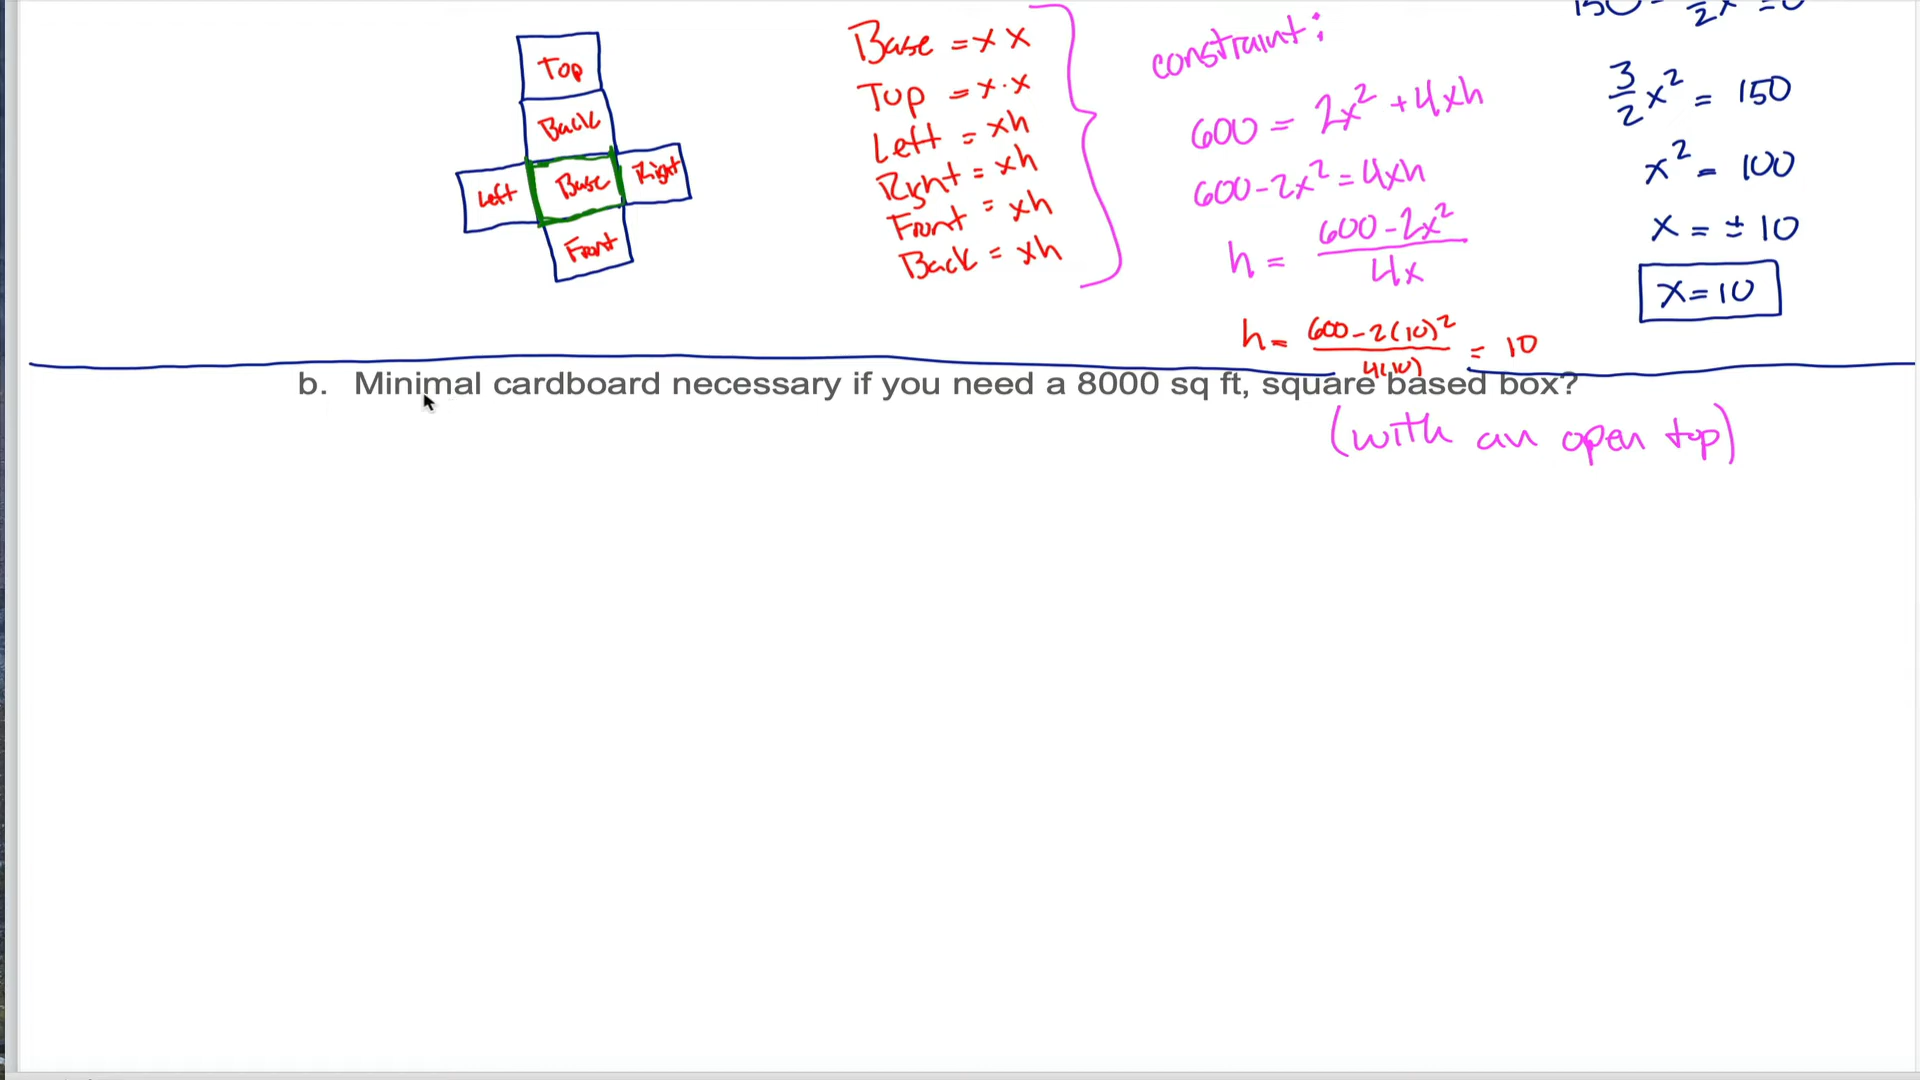 Top
Back
Left Base Right
Front
Base = x x
Top = x·x
Left = xh
Right = xh
Front = xh
Back = xh
constraint:
600 = 2x² + 4xh
600-2x² = 4xh
h = 600-2x² / 4x
h = 600-2(10)² / 4(10) = 10
3/2 x² = 150
x² = 100
x = ± 10
x = 10
b. Minimal cardboard necessary if you need a 8000 sq ft, square based box?
(with an open top)